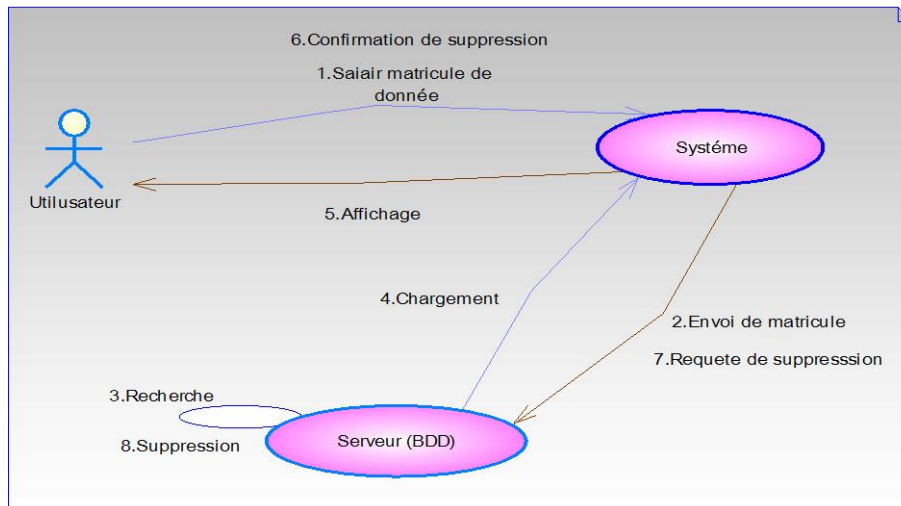 6.Confirmation de suppression
1.Saiair matricule de
donnée
Systéme
Utilusateur
5.Affichage
4.Chargement
2.Envoi de matricule
7.Requete de suppresssion
3.Recherche
8.Suppression
Serveur (BDD)